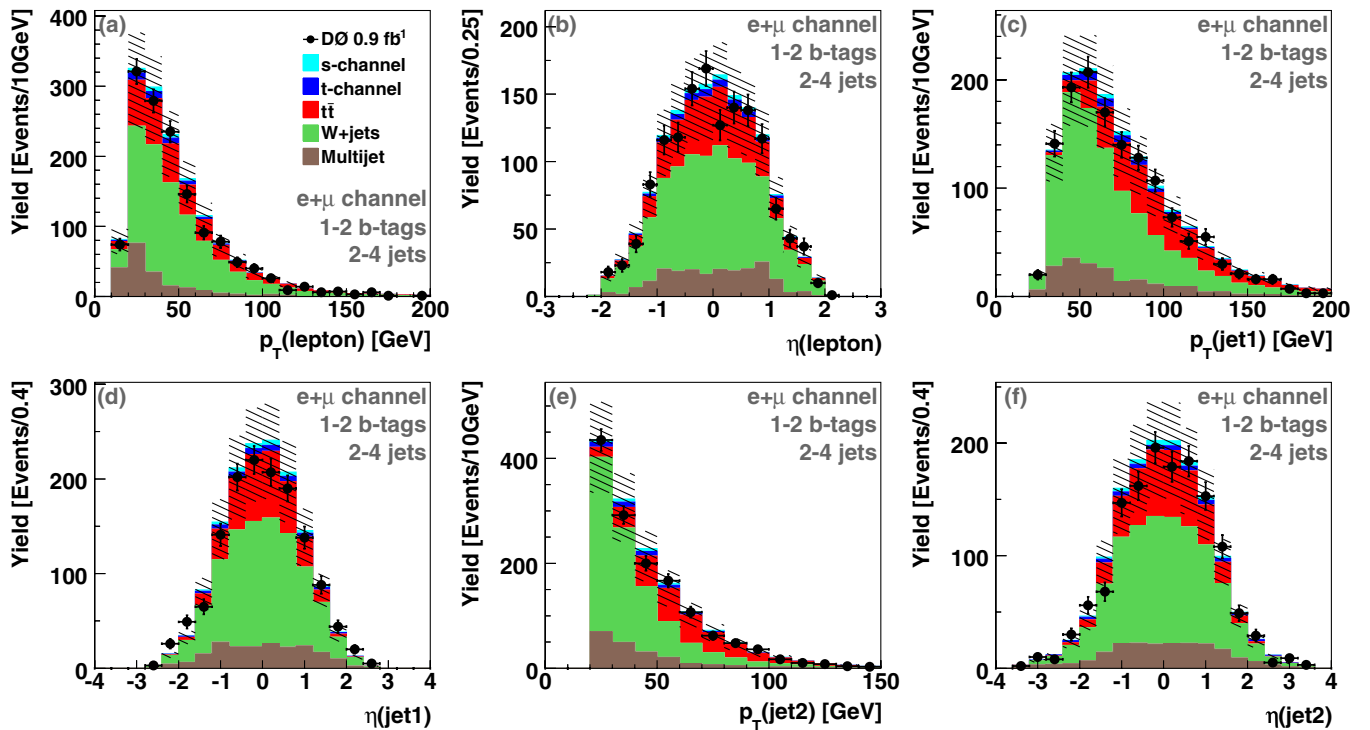 (a)
Yield [Events/10GeV]
400
300
200
100
0
DØ 0.9 fb¹
s-channel
t-channel
tt̄
W+jets
Multijet
e+μ channel
1-2 b-tags
2-4 jets
0 50 100 150 200
p_T(lepton) [GeV]
(b)
Yield [Events/0.25]
200
150
100
50
0
e+μ channel
1-2 b-tags
2-4 jets
-3 -2 -1 0 1 2 3
η(lepton)
(c)
Yield [Events/10GeV]
200
100
0
e+μ channel
1-2 b-tags
2-4 jets
0 50 100 150 200
p_T(jet1) [GeV]
(d)
Yield [Events/0.4]
300
200
100
0
e+μ channel
1-2 b-tags
2-4 jets
-4 -3 -2 -1 0 1 2 3 4
η(jet1)
(e)
Yield [Events/10GeV]
400
200
0
e+μ channel
1-2 b-tags
2-4 jets
0 50 100 150
p_T(jet2) [GeV]
(f)
Yield [Events/0.4]
200
100
0
e+μ channel
1-2 b-tags
2-4 jets
-4 -3 -2 -1 0 1 2 3 4
η(jet2)